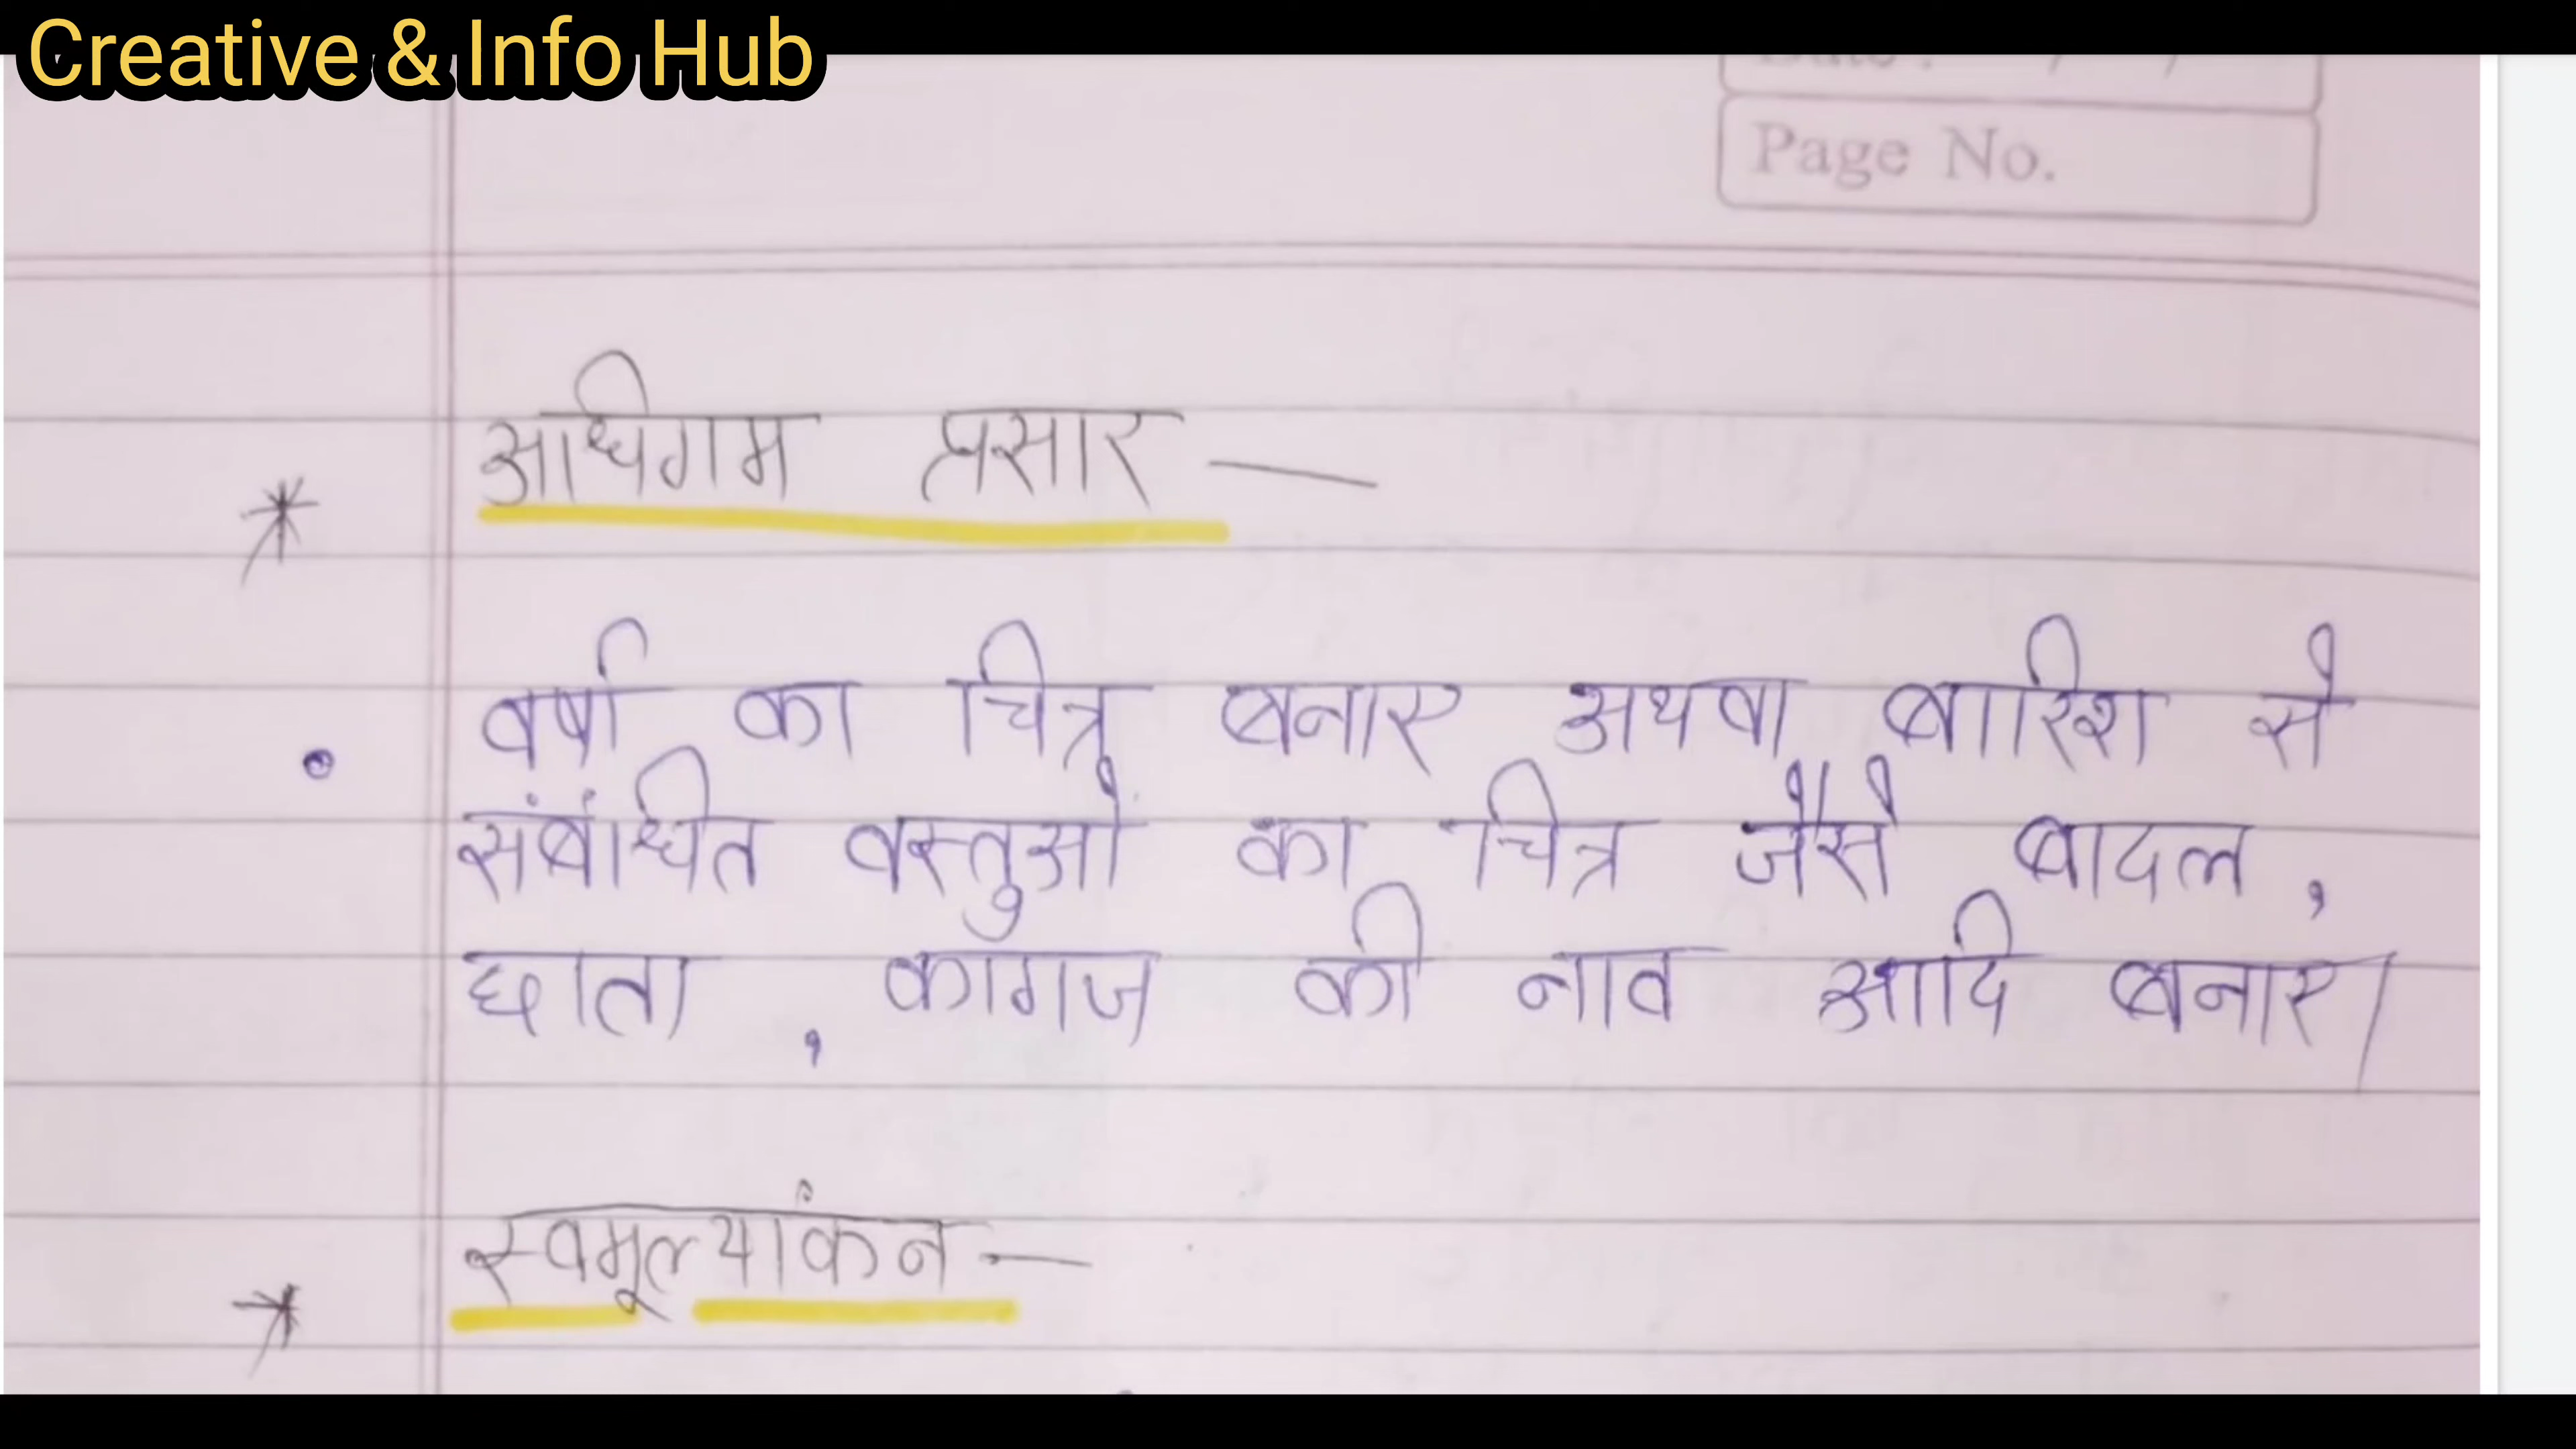 Creative & Info Hub
Page No.
* अधिगम प्रसार —
• वर्षा का चित्र बनाए अथवा बारिश से
संबंधित वस्तुओ का चित्र जैसे बादल,
छाता, कागज की नाव आदि बनाए।
* स्वमूल्यांकन —